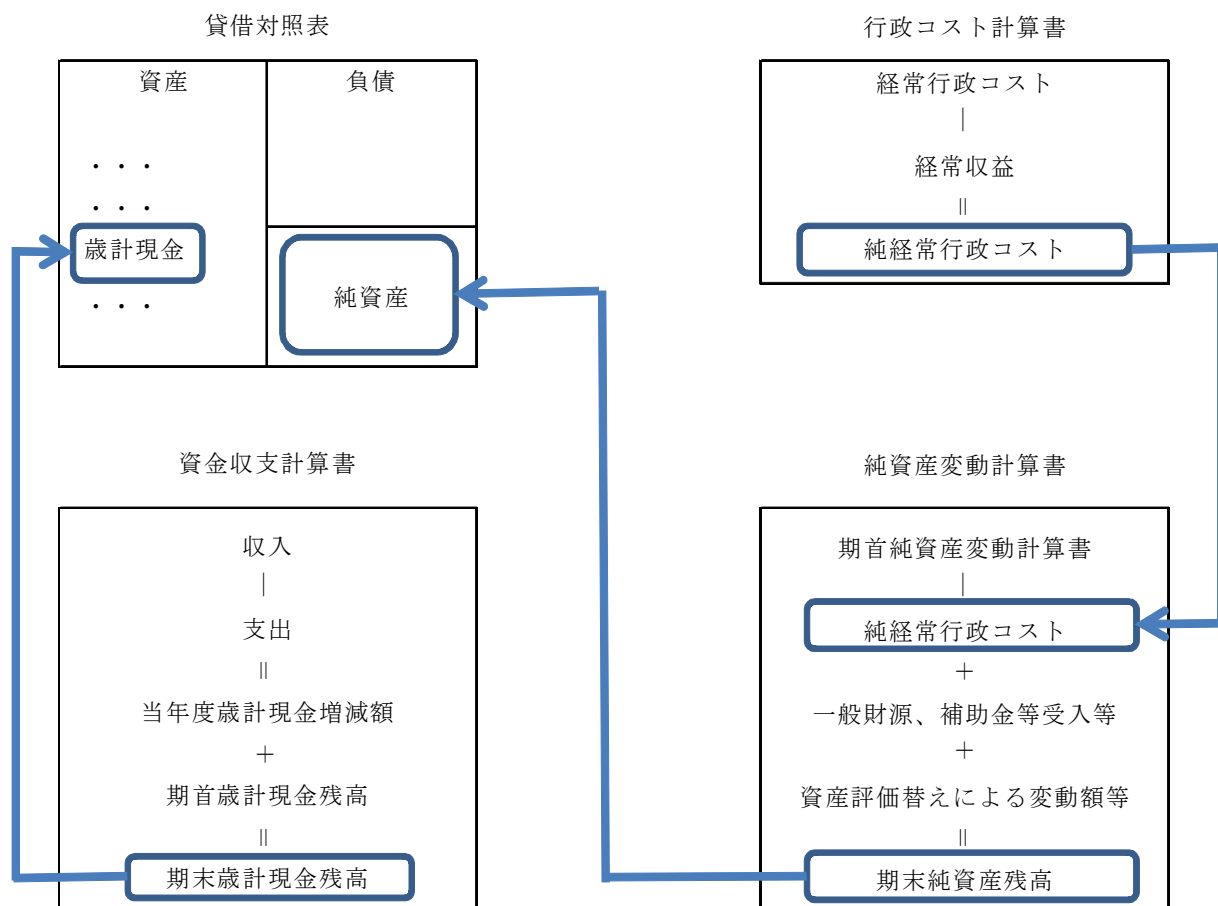 貸借対照表
資産
負債
・・・
・・・
歳計現金
・・・
純資産
行政コスト計算書
経常行政コスト
|
経常収益
||
純経常行政コスト
資金収支計算書
収入
|
支出
||
当年度歳計現金増減額
＋
期首歳計現金残高
||
期末歳計現金残高
純資産変動計算書
期首純資産変動計算書
|
純経常行政コスト
＋
一般財源、補助金等受入等
＋
資産評価替えによる変動額等
||
期末純資産残高